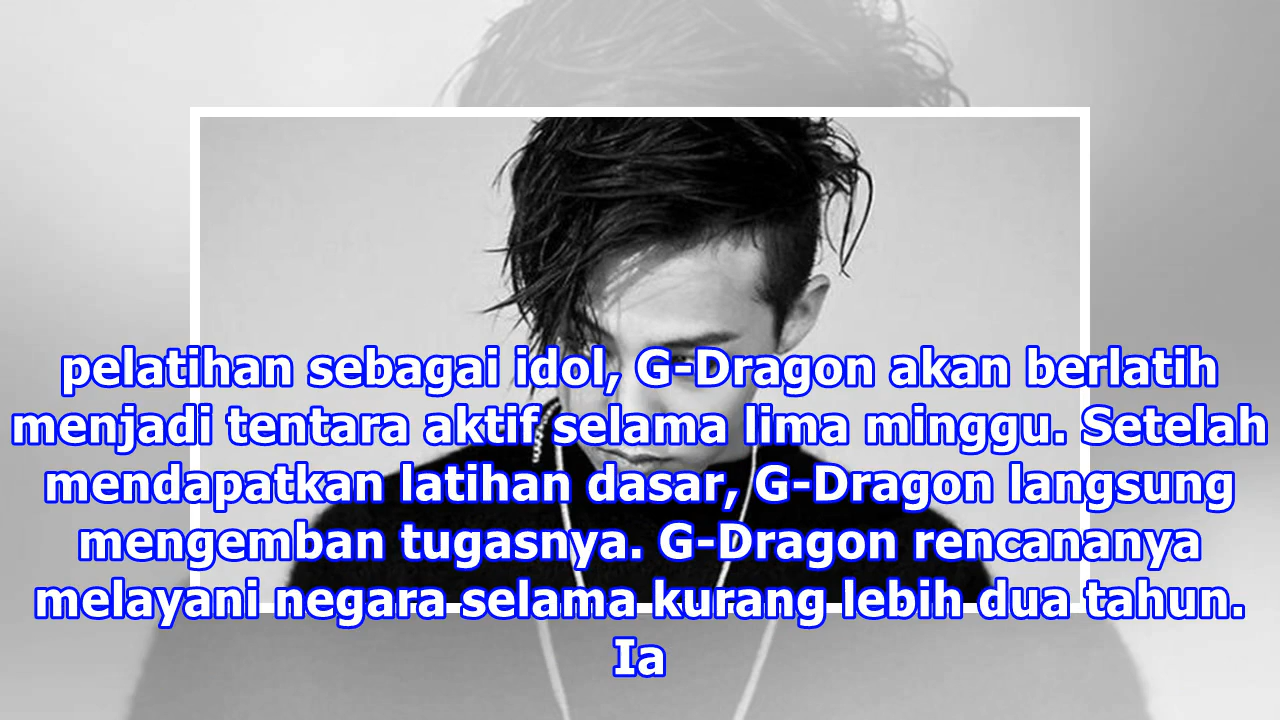 pelatihan sebagai idol, G-Dragon akan berlatih
menjadi tentara aktif selama lima minggu. Setelah
mendapatkan latihan dasar, G-Dragon langsung
mengemban tugasnya. G-Dragon rencananya
melayani negara selama kurang lebih dua tahun.
Ia